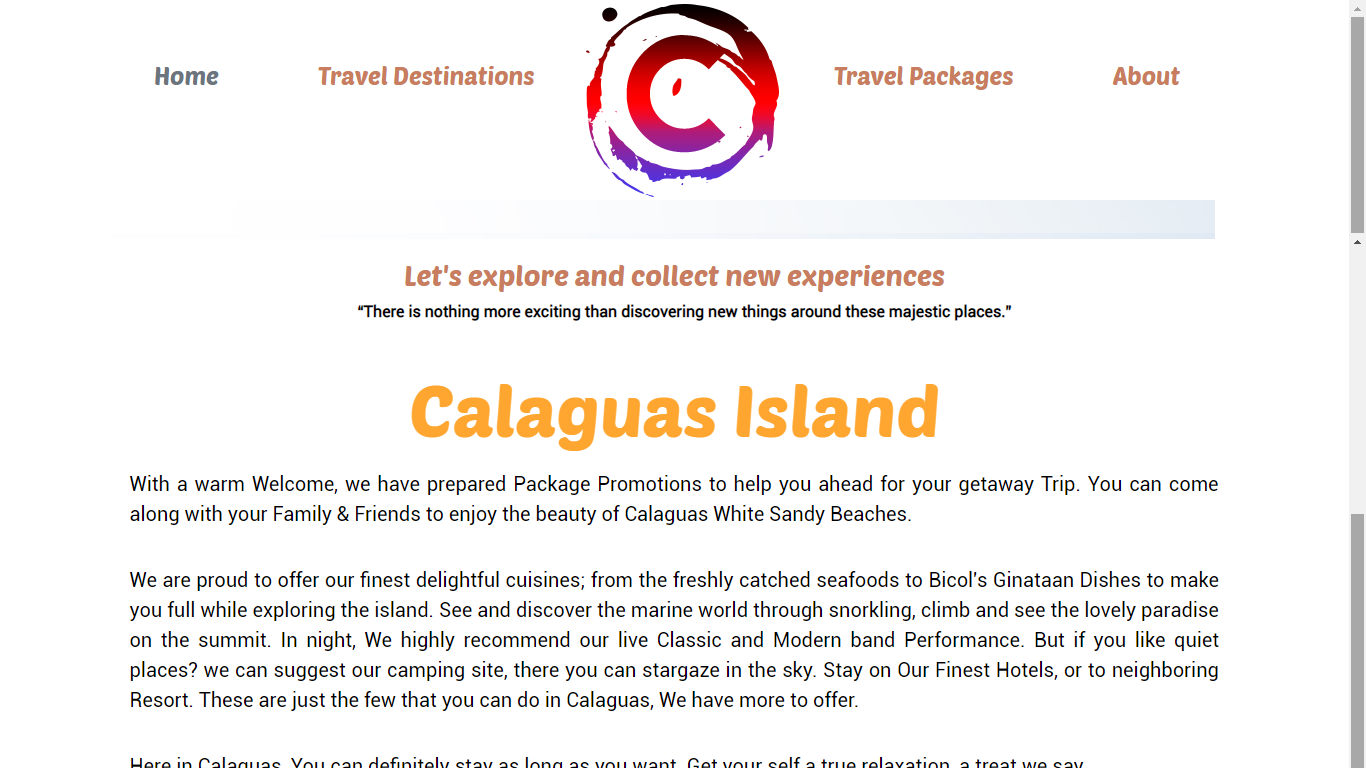 Home Travel Destinations C Travel Packages About
Let's explore and collect new experiences
“There is nothing more exciting than discovering new things around these majestic places.”
Calaguas Island
With a warm Welcome, we have prepared Package Promotions to help you ahead for your getaway Trip. You can come
along with your Family & Friends to enjoy the beauty of Calaguas White Sandy Beaches.
We are proud to offer our finest delightful cuisines; from the freshly catched seafoods to Bicol's Ginataan Dishes to make
you full while exploring the island. See and discover the marine world through snorkling, climb and see the lovely paradise
on the summit. In night, We highly recommend our live Classic and Modern band Performance. But if you like quiet
places? we can suggest our camping site, there you can stargaze in the sky. Stay on Our Finest Hotels, or to neighboring
Resort. These are just the few that you can do in Calaguas, We have more to offer.
Here in Calaguas, You can definitely stay as long as you want. Get your self a true relaxation, a treat we say